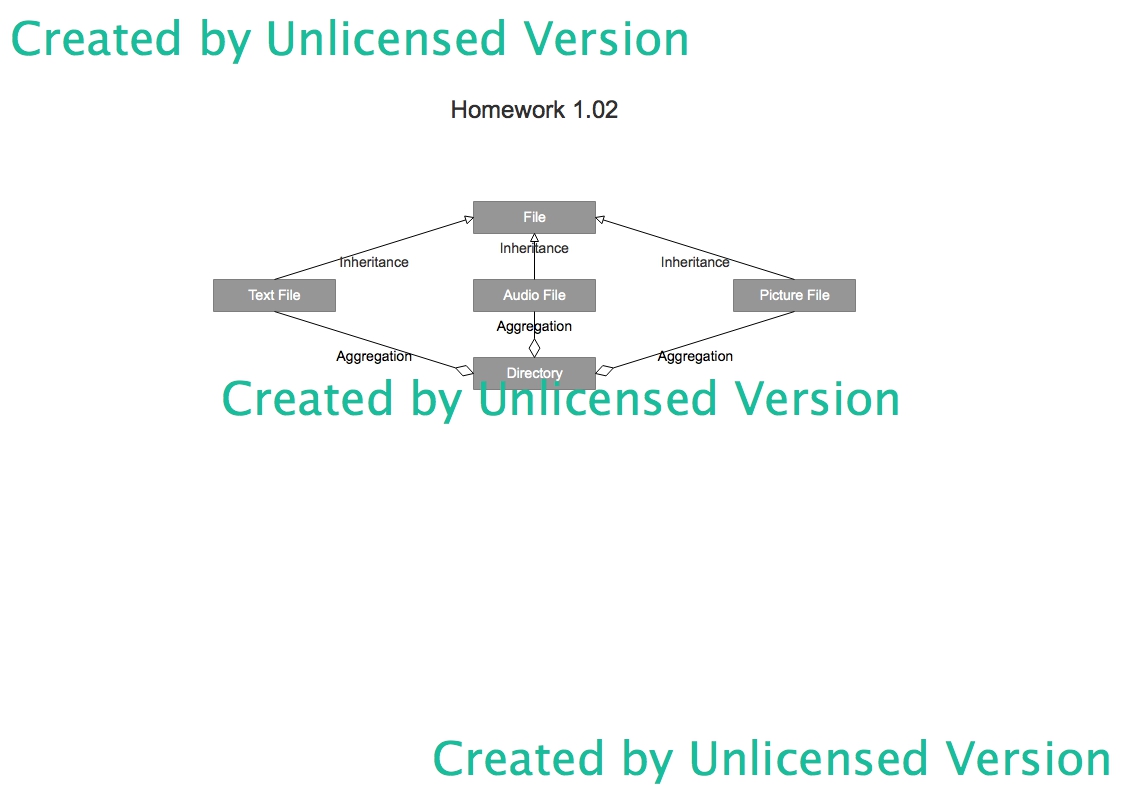 Created by Unlicensed Version
Homework 1.02
File
Inheritance
Inheritance
Inheritance
Text File
Audio File
Picture File
Aggregation
Aggregation
Aggregation
Directory
Created by Unlicensed Version
Created by Unlicensed Version